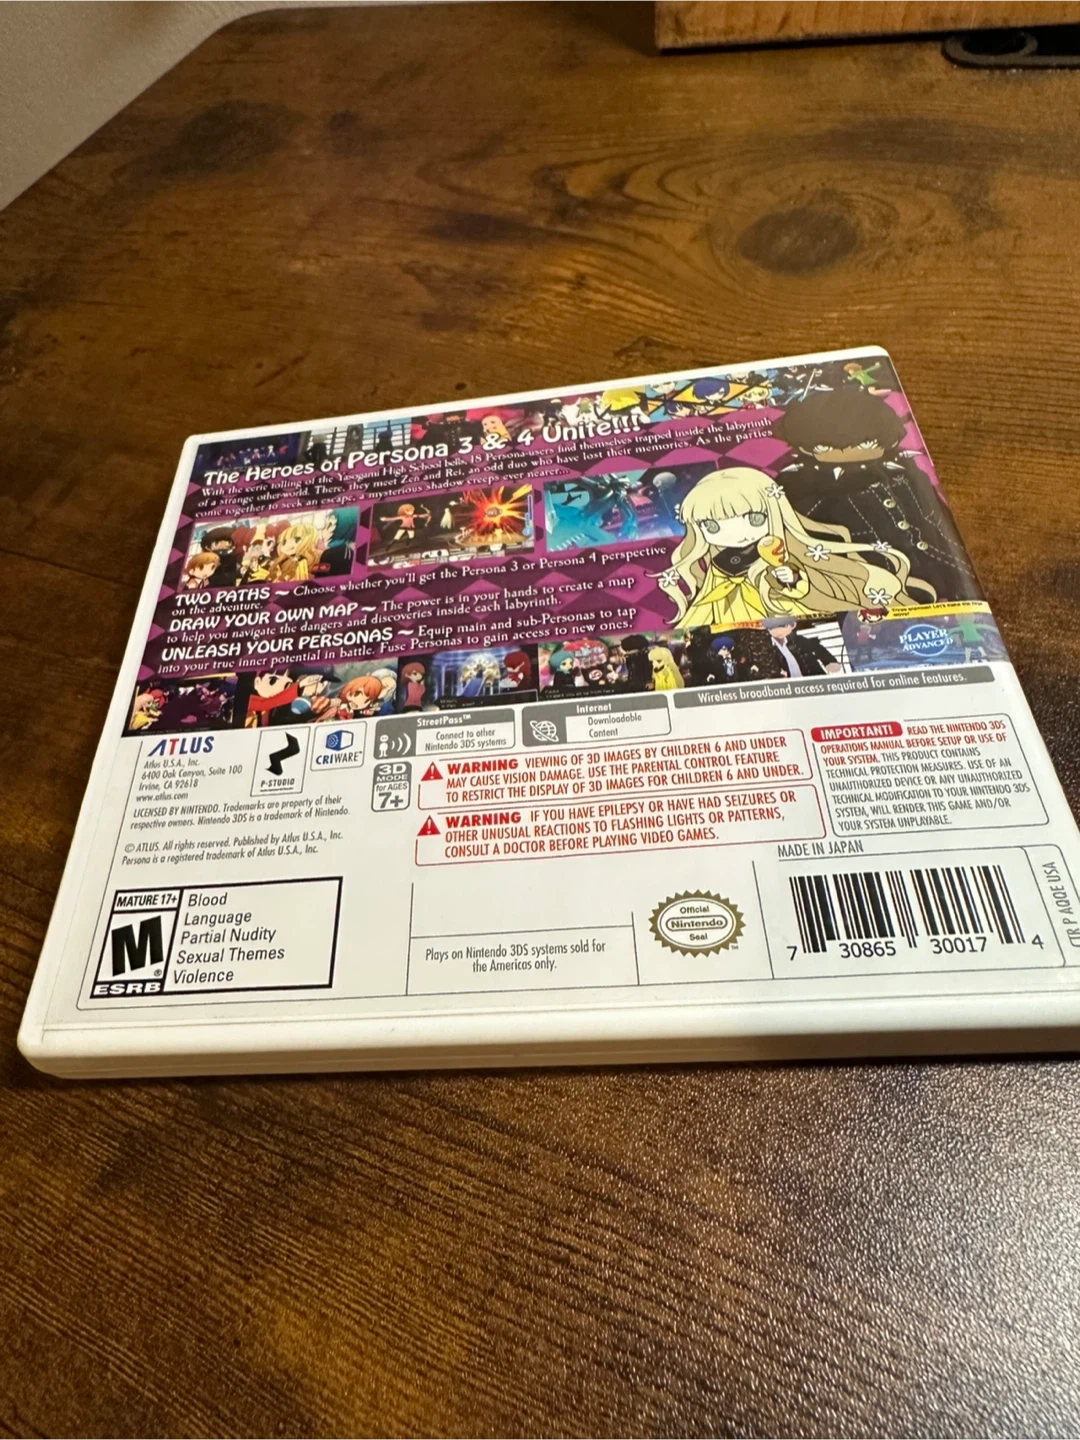 The Heroes of Persona 3 & 4 Unite!!!
With the eerie tolling of the Yasogami High School bells, 18 Persona-users find themselves trapped inside the labyrinth
of a strange otherworld. There, they meet Zen and Rei, an odd duo who have lost their memories. As the parties
come together to seek an escape, a mysterious shadow creeps ever nearer...
TWO PATHS ~ Choose whether you'll get the Persona 3 or Persona 4 perspective
on the adventure.
DRAW YOUR OWN MAP ~ The power is in your hands to create a map
to help you navigate the dangers and discoveries inside each labyrinth.
UNLEASH YOUR PERSONAS ~ Equip main and sub-Personas to tap
into your true inner potential in battle. Fuse Personas to gain access to new ones!
PLAYER
ADVANCED
ATLUS
Atlus U.S.A., Inc.
6400 Oak Canyon, Suite 100
Irvine, CA 92618
www.atlus.com
P-STUDIO
CRIWARE
StreetPass™
Connect to other
Nintendo 3DS systems
Internet
Downloadable
Content
Wireless broadband access required for online features.
LICENSED BY NINTENDO. Trademarks are property of their
respective owners. Nintendo 3DS is a trademark of Nintendo.
© ATLUS. All rights reserved. Published by Atlus U.S.A., Inc.
Persona is a registered trademark of Atlus U.S.A., Inc.
3D
MODE
for AGES
7+
WARNING VIEWING OF 3D IMAGES BY CHILDREN 6 AND UNDER
MAY CAUSE VISION DAMAGE. USE THE PARENTAL CONTROL FEATURE
TO RESTRICT THE DISPLAY OF 3D IMAGES FOR CHILDREN 6 AND UNDER.
WARNING IF YOU HAVE EPILEPSY OR HAVE HAD SEIZURES OR
OTHER UNUSUAL REACTIONS TO FLASHING LIGHTS OR PATTERNS,
CONSULT A DOCTOR BEFORE PLAYING VIDEO GAMES.
IMPORTANT! READ THE NINTENDO 3DS
OPERATIONS MANUAL BEFORE SETUP OR USE OF
YOUR SYSTEM. THIS PRODUCT CONTAINS
TECHNICAL PROTECTION MEASURES. USE OF AN
UNAUTHORIZED DEVICE OR ANY UNAUTHORIZED
TECHNICAL MODIFICATION TO YOUR NINTENDO 3DS
SYSTEM, WILL RENDER THIS GAME AND/OR
YOUR SYSTEM UNPLAYABLE.
MADE IN JAPAN
MATURE 17+
M
®
ESRB
Blood
Language
Partial Nudity
Sexual Themes
Violence
Plays on Nintendo 3DS systems sold for
the Americas only.
Official
Nintendo
Seal
7 30865 30017 4
CTR P AQQE USA